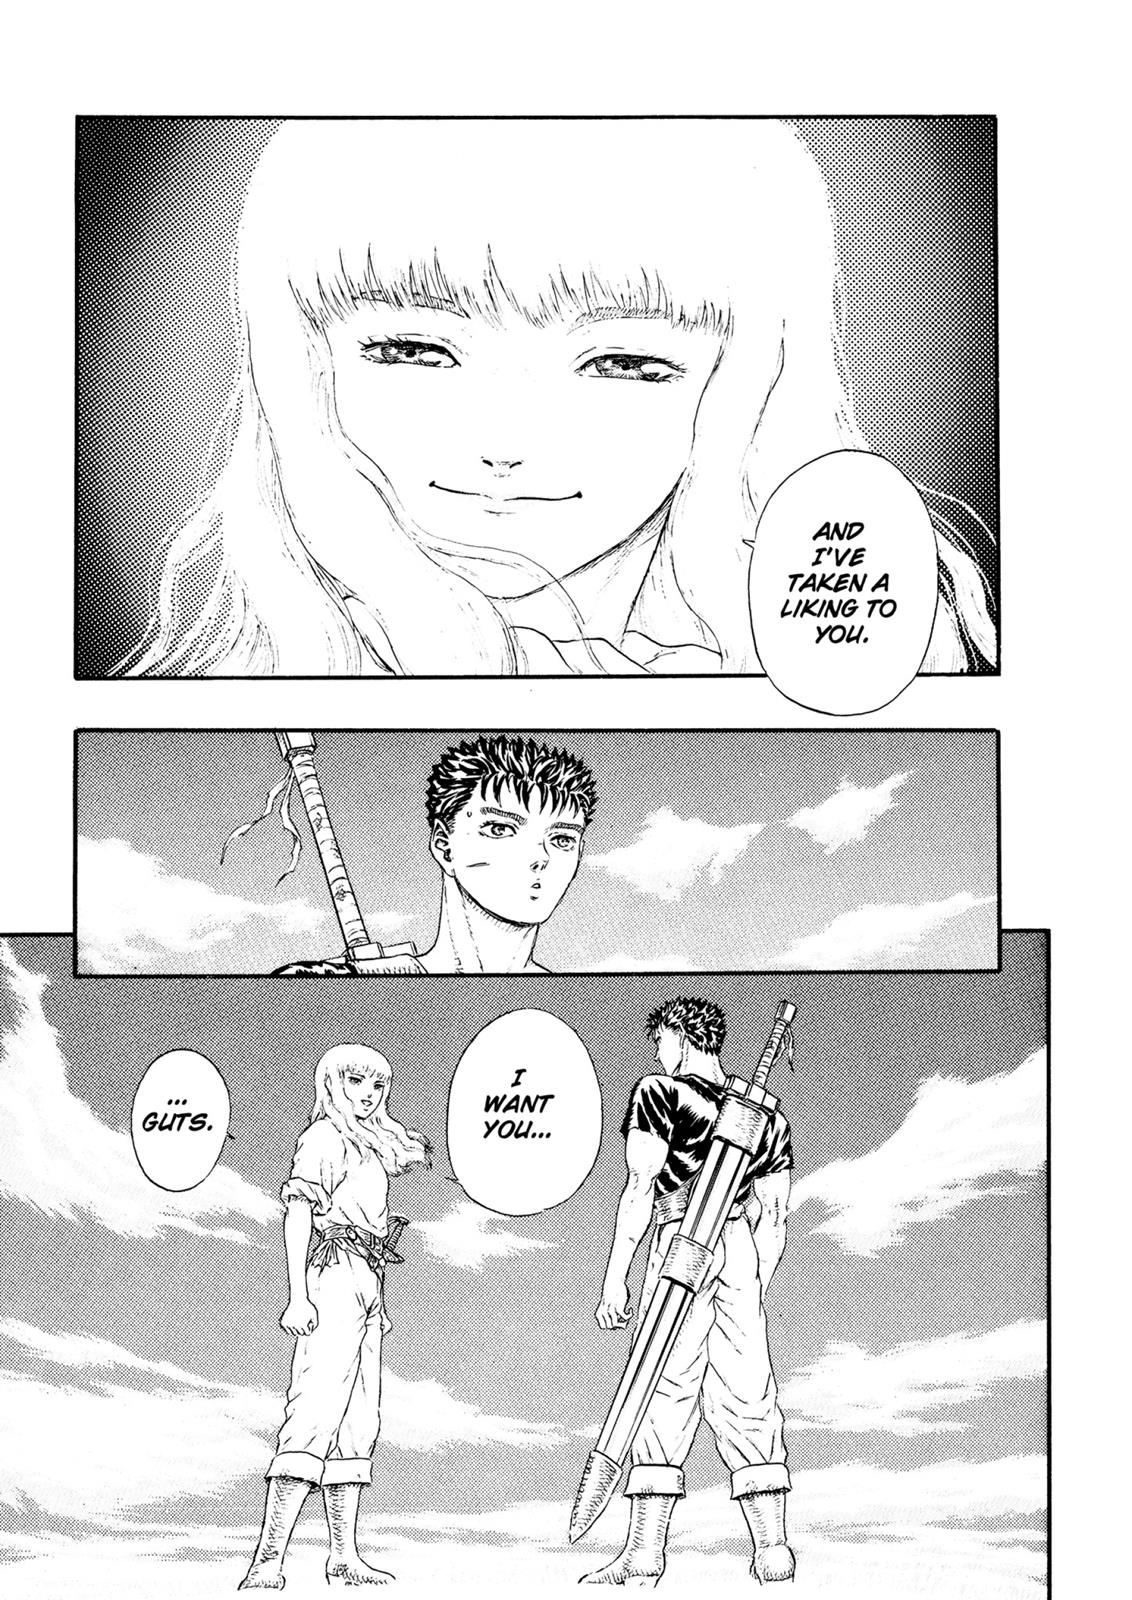 AND
I'VE
TAKEN A
LIKING TO
YOU.
I
WANT
YOU...
...
GUTS.